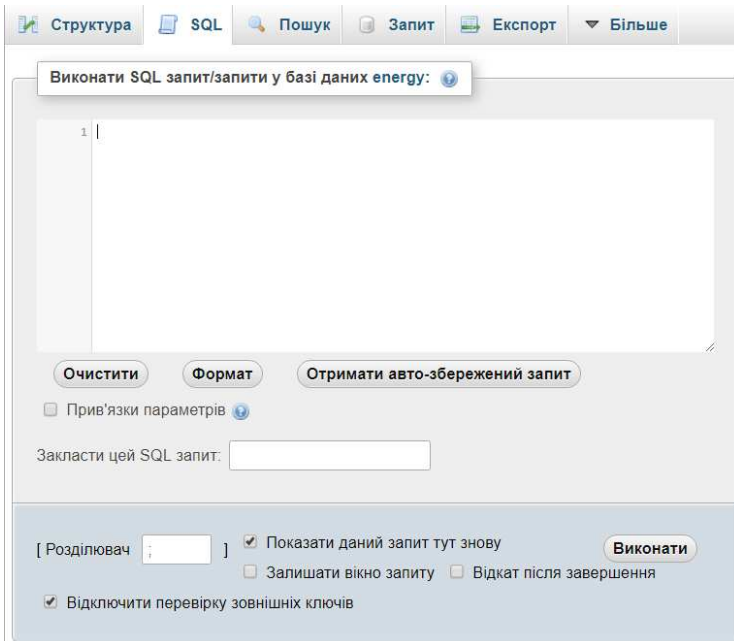 Структура SQL Пошук Запит Експорт Більше
Виконати SQL запит/запити у базі даних energy:
1
Очистити Формат Отримати авто-збережений запит
Прив'язки параметрів
Закласти цей SQL запит:
[ Розділювач ; ] Показати даний запит тут знову Виконати
Залишати вікно запиту Відкат після завершення
Відключити перевірку зовнішніх ключів